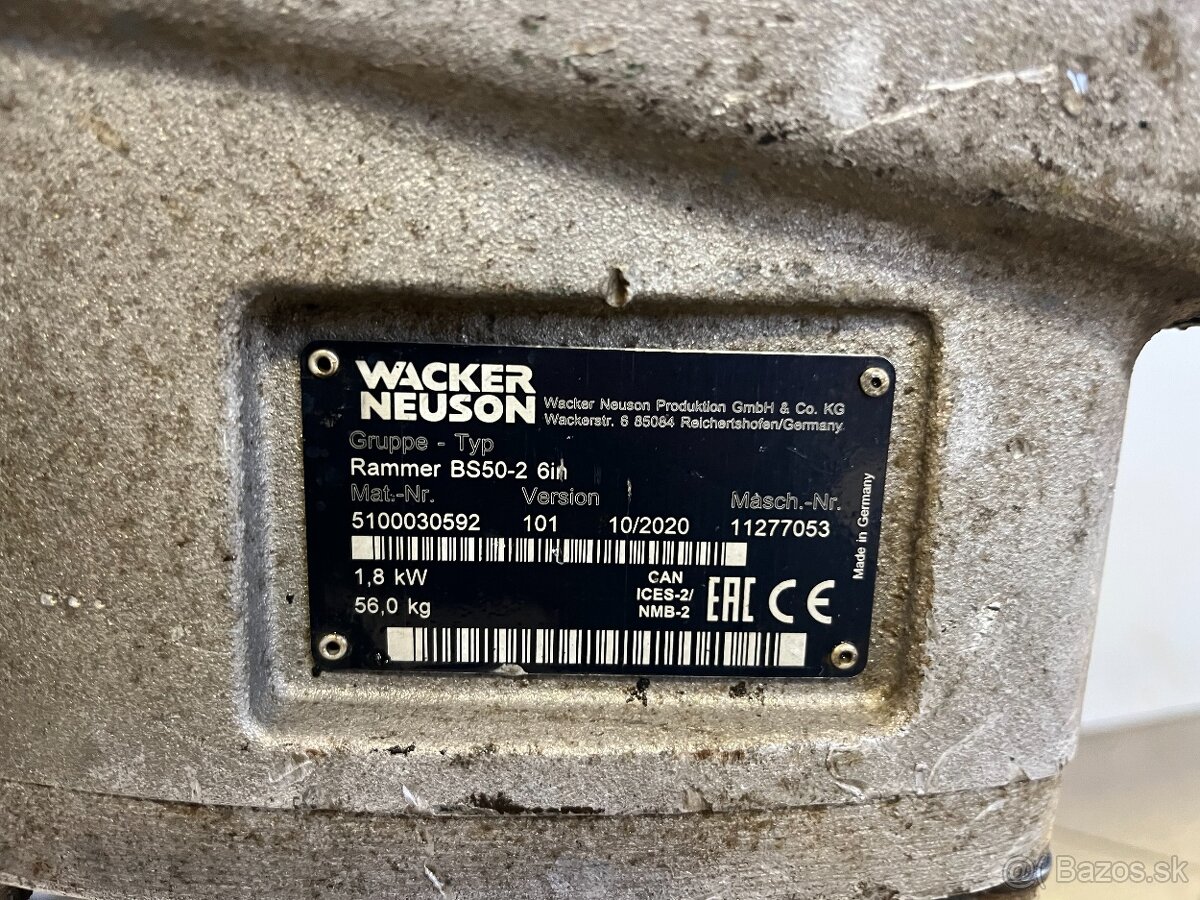 WACKER
NEUSON
Wacker Neuson Produktion GmbH & Co. KG
Wackerstr. 6 85084 Reichertshofen/Germany
Gruppe - Typ
Rammer BS50-2 6in
Mat.-Nr. Version Masch.-Nr.
5100030592 101 10/2020 11277053
1,8 kW
56,0 kg
CAN
ICES-2/
NMB-2
EAC CE
Made in Germany
Bazos.sk